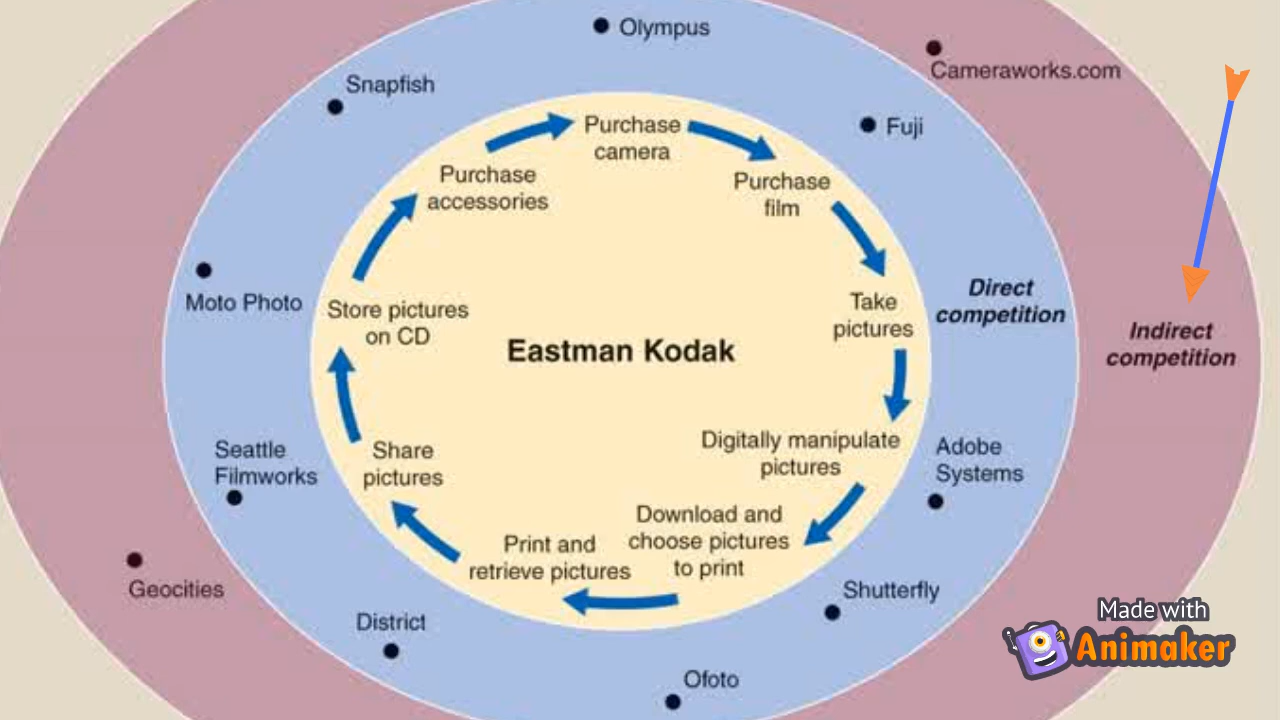 Olympus
Cameraworks.com
Snapfish
Fuji
Purchase
camera
Purchase
accessories
Purchase
film
Moto Photo
Store pictures
on CD
Take
pictures
Direct
competition
Indirect
competition
Eastman Kodak
Seattle
Filmworks
Share
pictures
Digitally manipulate
pictures
Adobe
Systems
Download and
choose pictures
to print
Print and
retrieve pictures
Geocities
Shutterfly
District
Ofoto
Made with
Animaker